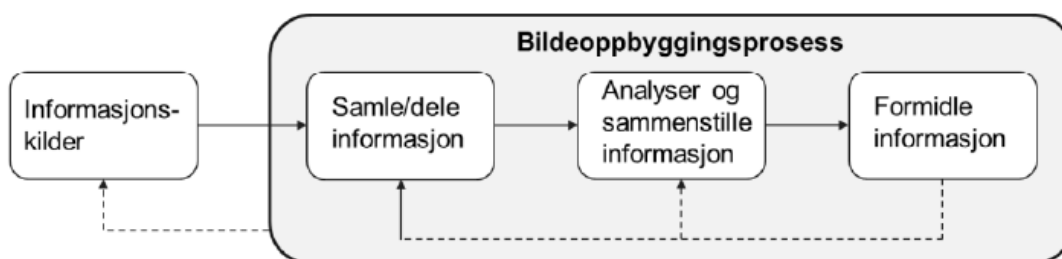 Bildeoppbyggingsprosess
Informasjons-
kilder
Samle/dele
informasjon
Analyser og
sammenstille
informasjon
Formidle
informasjon